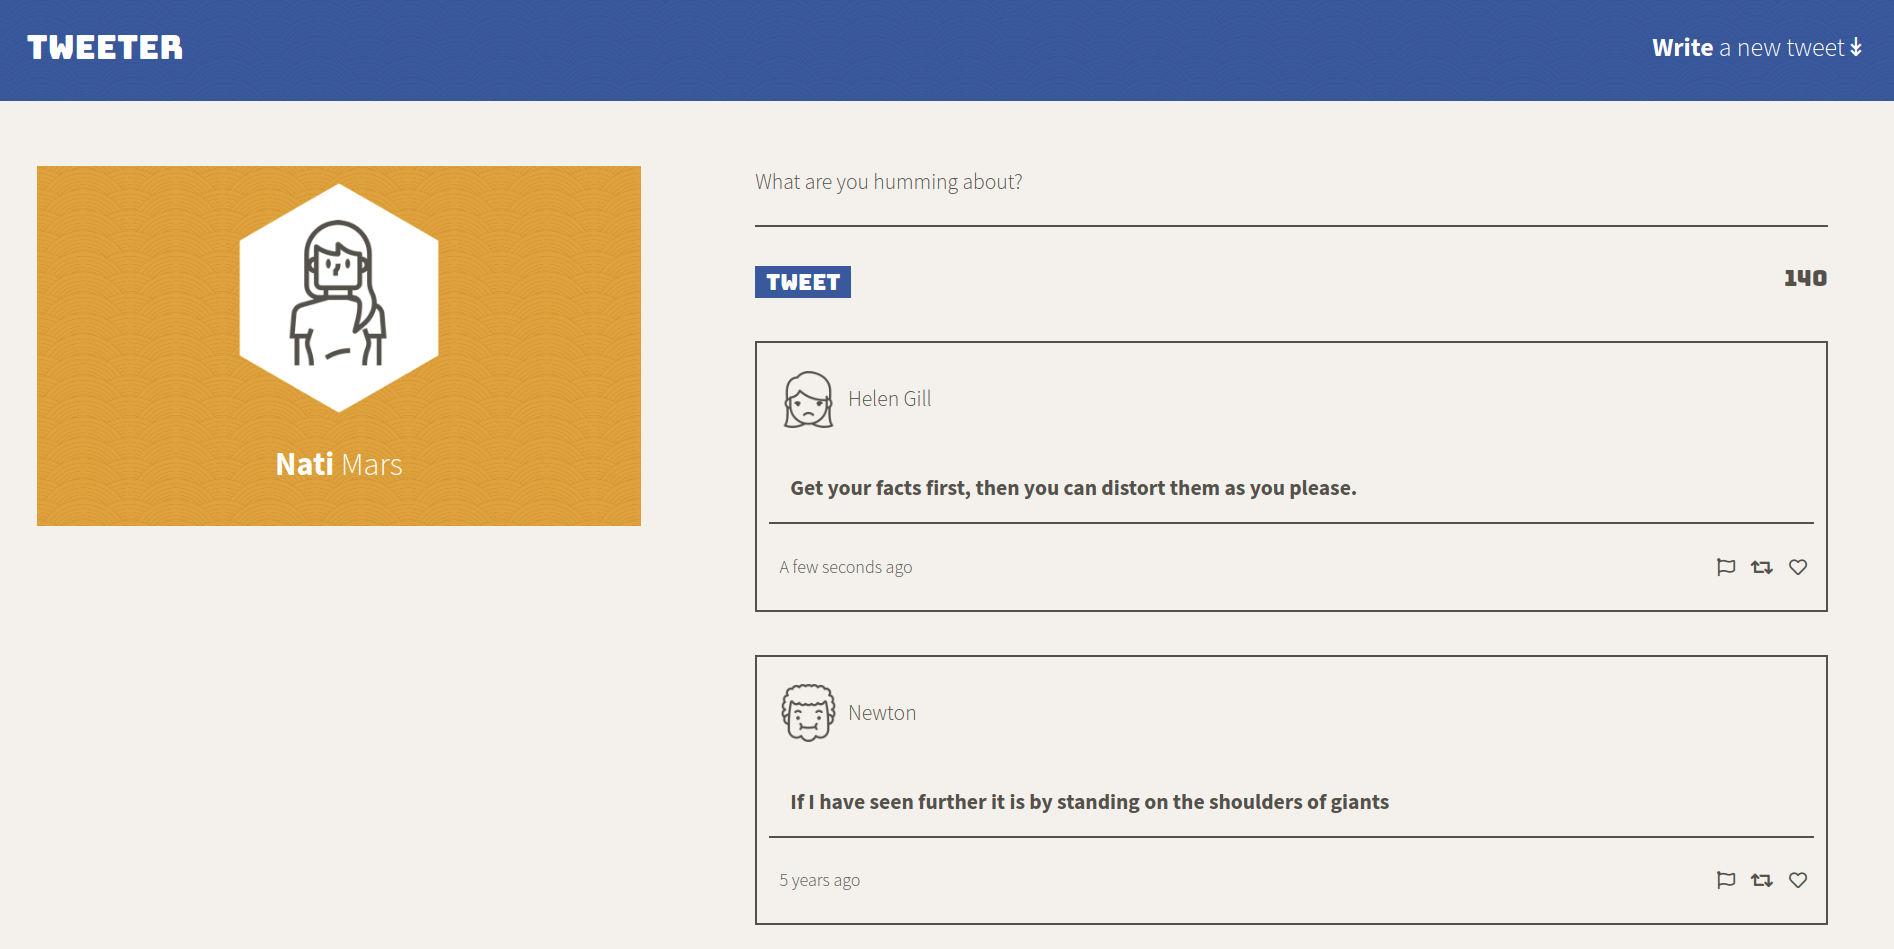 TWEETER
Write a new tweet
Nati Mars
What are you humming about?
TWEET
140
Helen Gill
Get your facts first, then you can distort them as you please.
A few seconds ago
Newton
If I have seen further it is by standing on the shoulders of giants
5 years ago